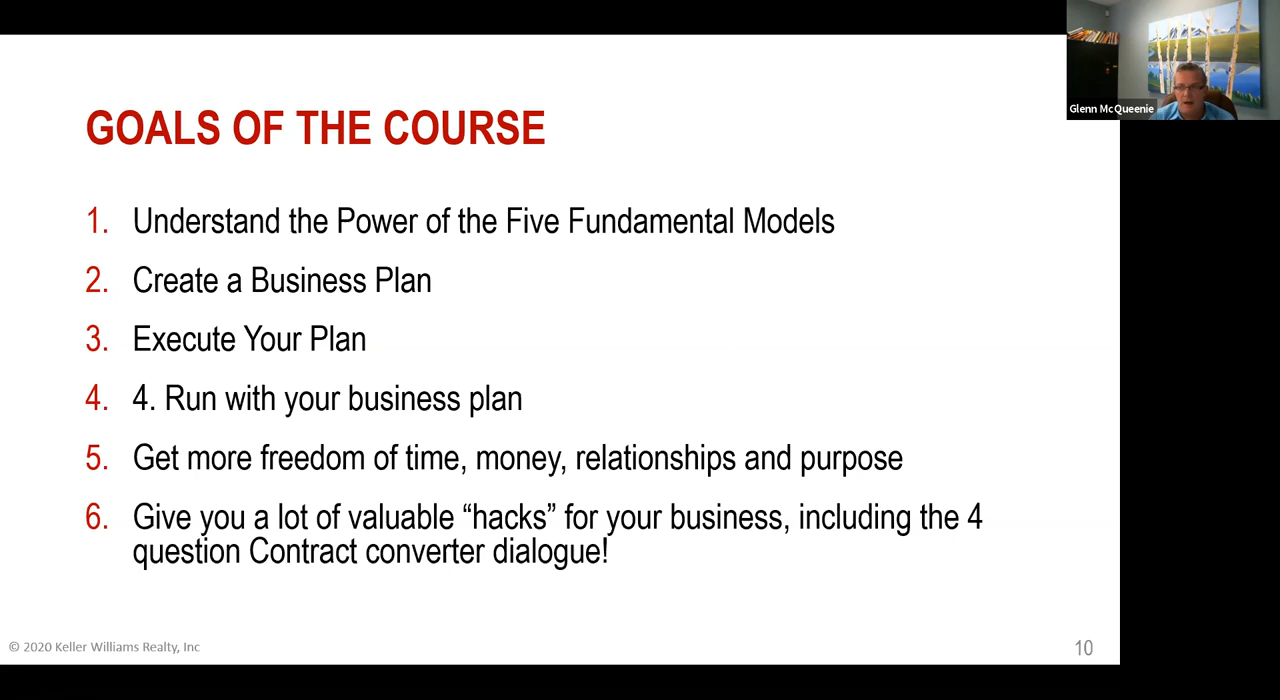 Glenn McQueenie
GOALS OF THE COURSE
1. Understand the Power of the Five Fundamental Models
2. Create a Business Plan
3. Execute Your Plan
4. 4. Run with your business plan
5. Get more freedom of time, money, relationships and purpose
6. Give you a lot of valuable “hacks” for your business, including the 4
question Contract converter dialogue!
© 2020 Keller Williams Realty, Inc
10